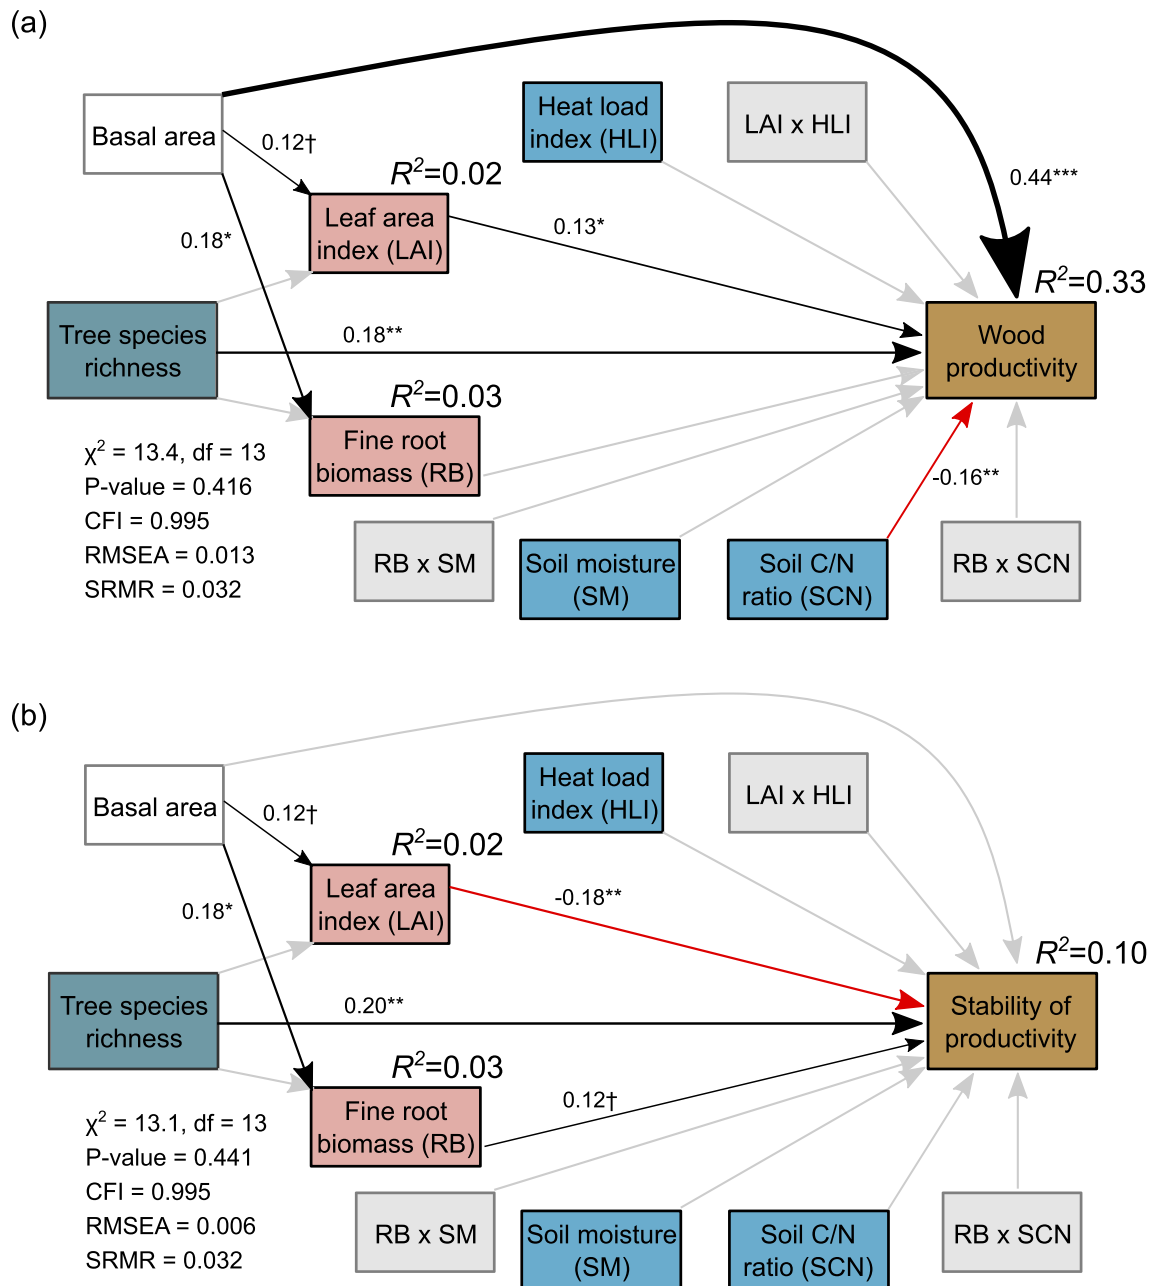 (a)
Basal area
0.12†
0.18*
Heat load
index (HLI)
LAI x HLI
0.44***
R²=0.02
Leaf area
index (LAI)
0.13*
R²=0.33
Tree species
richness
0.18**
Wood
productivity
R²=0.03
Fine root
biomass (RB)
-0.16**
χ² = 13.4, df = 13
P-value = 0.416
CFI = 0.995
RMSEA = 0.013
SRMR = 0.032
RB x SM
Soil moisture
(SM)
Soil C/N
ratio (SCN)
RB x SCN
(b)
Basal area
0.12†
0.18*
Heat load
index (HLI)
LAI x HLI
R²=0.02
Leaf area
index (LAI)
-0.18**
R²=0.10
Tree species
richness
0.20**
Stability of
productivity
R²=0.03
Fine root
biomass (RB)
0.12†
χ² = 13.1, df = 13
P-value = 0.441
CFI = 0.995
RMSEA = 0.006
SRMR = 0.032
RB x SM
Soil moisture
(SM)
Soil C/N
ratio (SCN)
RB x SCN